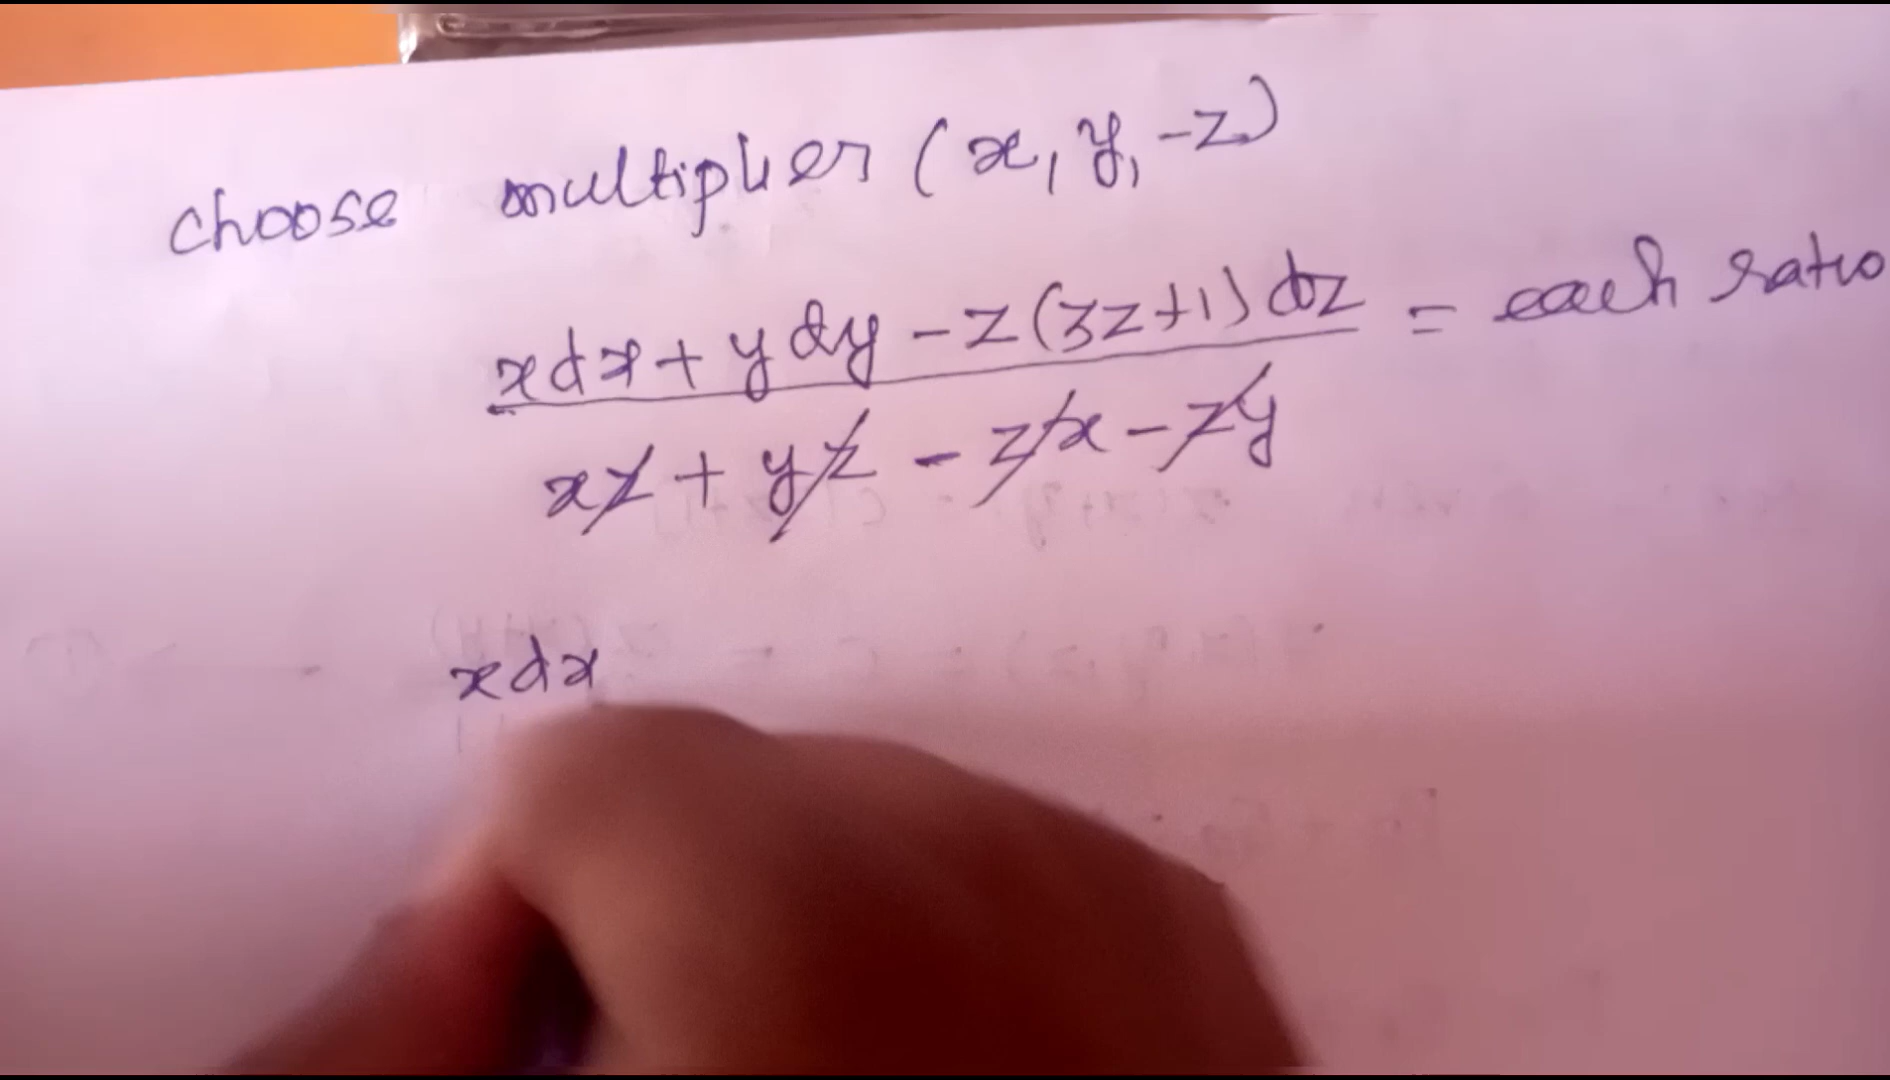 choose multiplier (x, y, -z)
xdx + ydy - z(3z+1) dz = each ratio
xz + yz - zx - zy
xdx